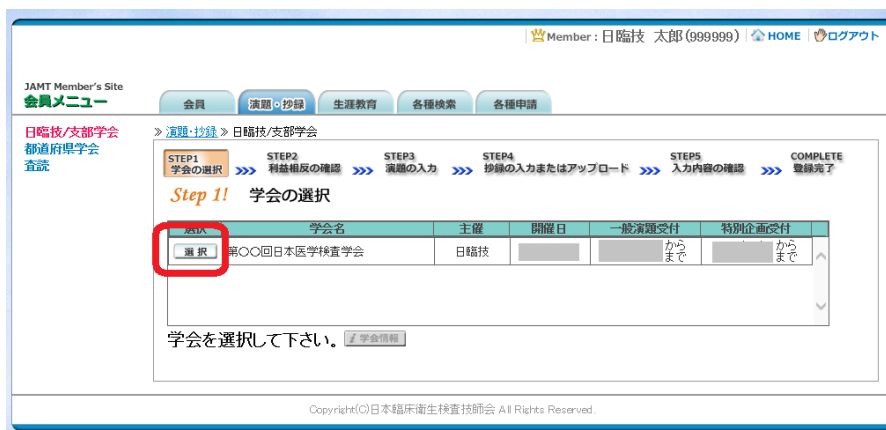 Member：日臨技 太郎(999999) HOME ログアウト
JAMT Member's Site
会員メニュー
会員 演題・抄録 生涯教育 各種検索 各種申請
日臨技/支部学会
都道府県学会
査読
≫ 演題・抄録 ≫ 日臨技/支部学会
STEP1 STEP2 STEP3 STEP4 STEP5 COMPLETE
学会の選択 >>> 利益相反の確認 >>> 演題の入力 >>> 抄録の入力またはアップロード >>> 入力内容の確認 >>> 登録完了
Step 1! 学会の選択
選択 学会名 主催 開催日 一般演題受付 特別企画受付
選択 第〇〇回日本医学検査学会 日臨技 から から
まで まで
学会を選択して下さい。 i 学会情報
Copyright(C)日本臨床衛生検査技師会 All Rights Reserved.